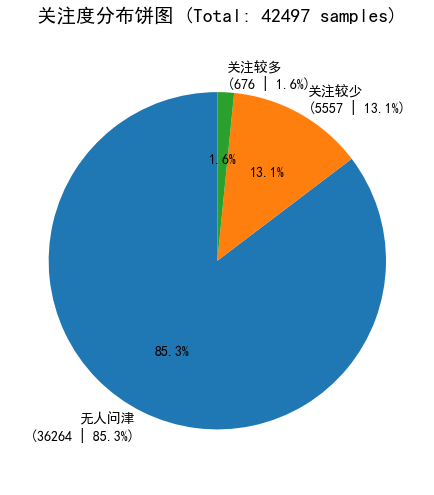 关注度分布饼图 (Total: 42497 samples)
关注较多
(676 | 1.6%)
关注较少
(5557 | 13.1%)
1.6%
13.1%
85.3%
无人问津
(36264 | 85.3%)